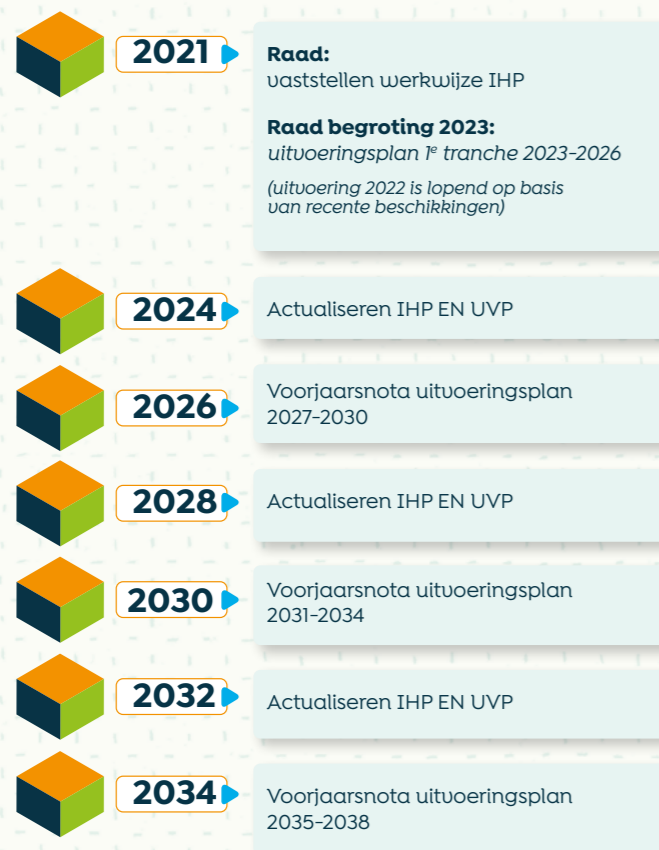 2021
Raad:
vaststellen werkwijze IHP
Raad begroting 2023:
uitvoeringsplan 1e tranche 2023-2026
(uitvoering 2022 is lopend op basis
van recente beschikkingen)
2024
Actualiseren IHP EN UVP
2026
Voorjaarsnota uitvoeringsplan
2027-2030
2028
Actualiseren IHP EN UVP
2030
Voorjaarsnota uitvoeringsplan
2031-2034
2032
Actualiseren IHP EN UVP
2034
Voorjaarsnota uitvoeringsplan
2035-2038